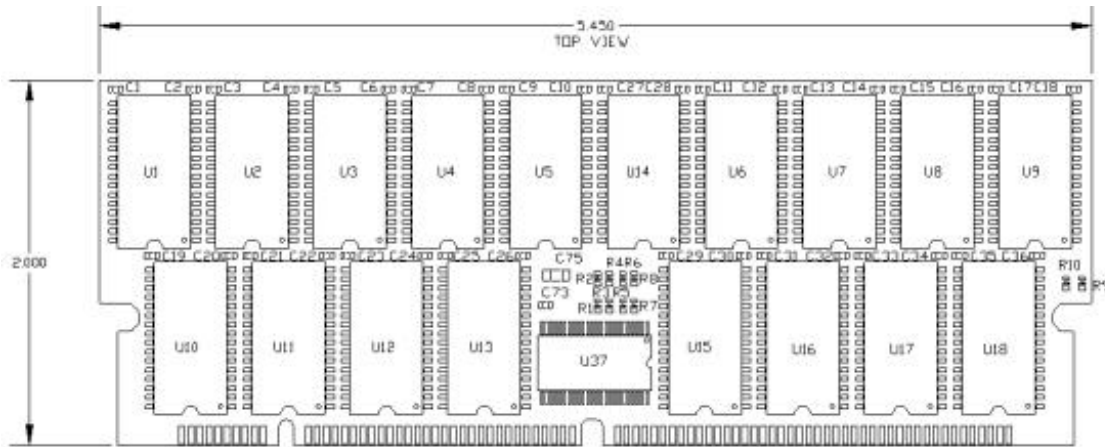 5.450
TOP VIEW
C1 C2 C3 C4 C5 C6 C7 C8 C9 C10 C27 C28 C11 C12 C13 C14 C15 C16 C17 C18
U1 U2 U3 U4 U5 U14 U6 U7 U8 U9
2.000
C19 C20 C21 C22 C23 C24 C25 C26 C75 C29 C30 C31 C32 C33 C34 C35 C36
R4 R6 R10
R2 R8
C73 R3 R5
R1 R7
U10 U11 U12 U13 U37 U15 U16 U17 U18